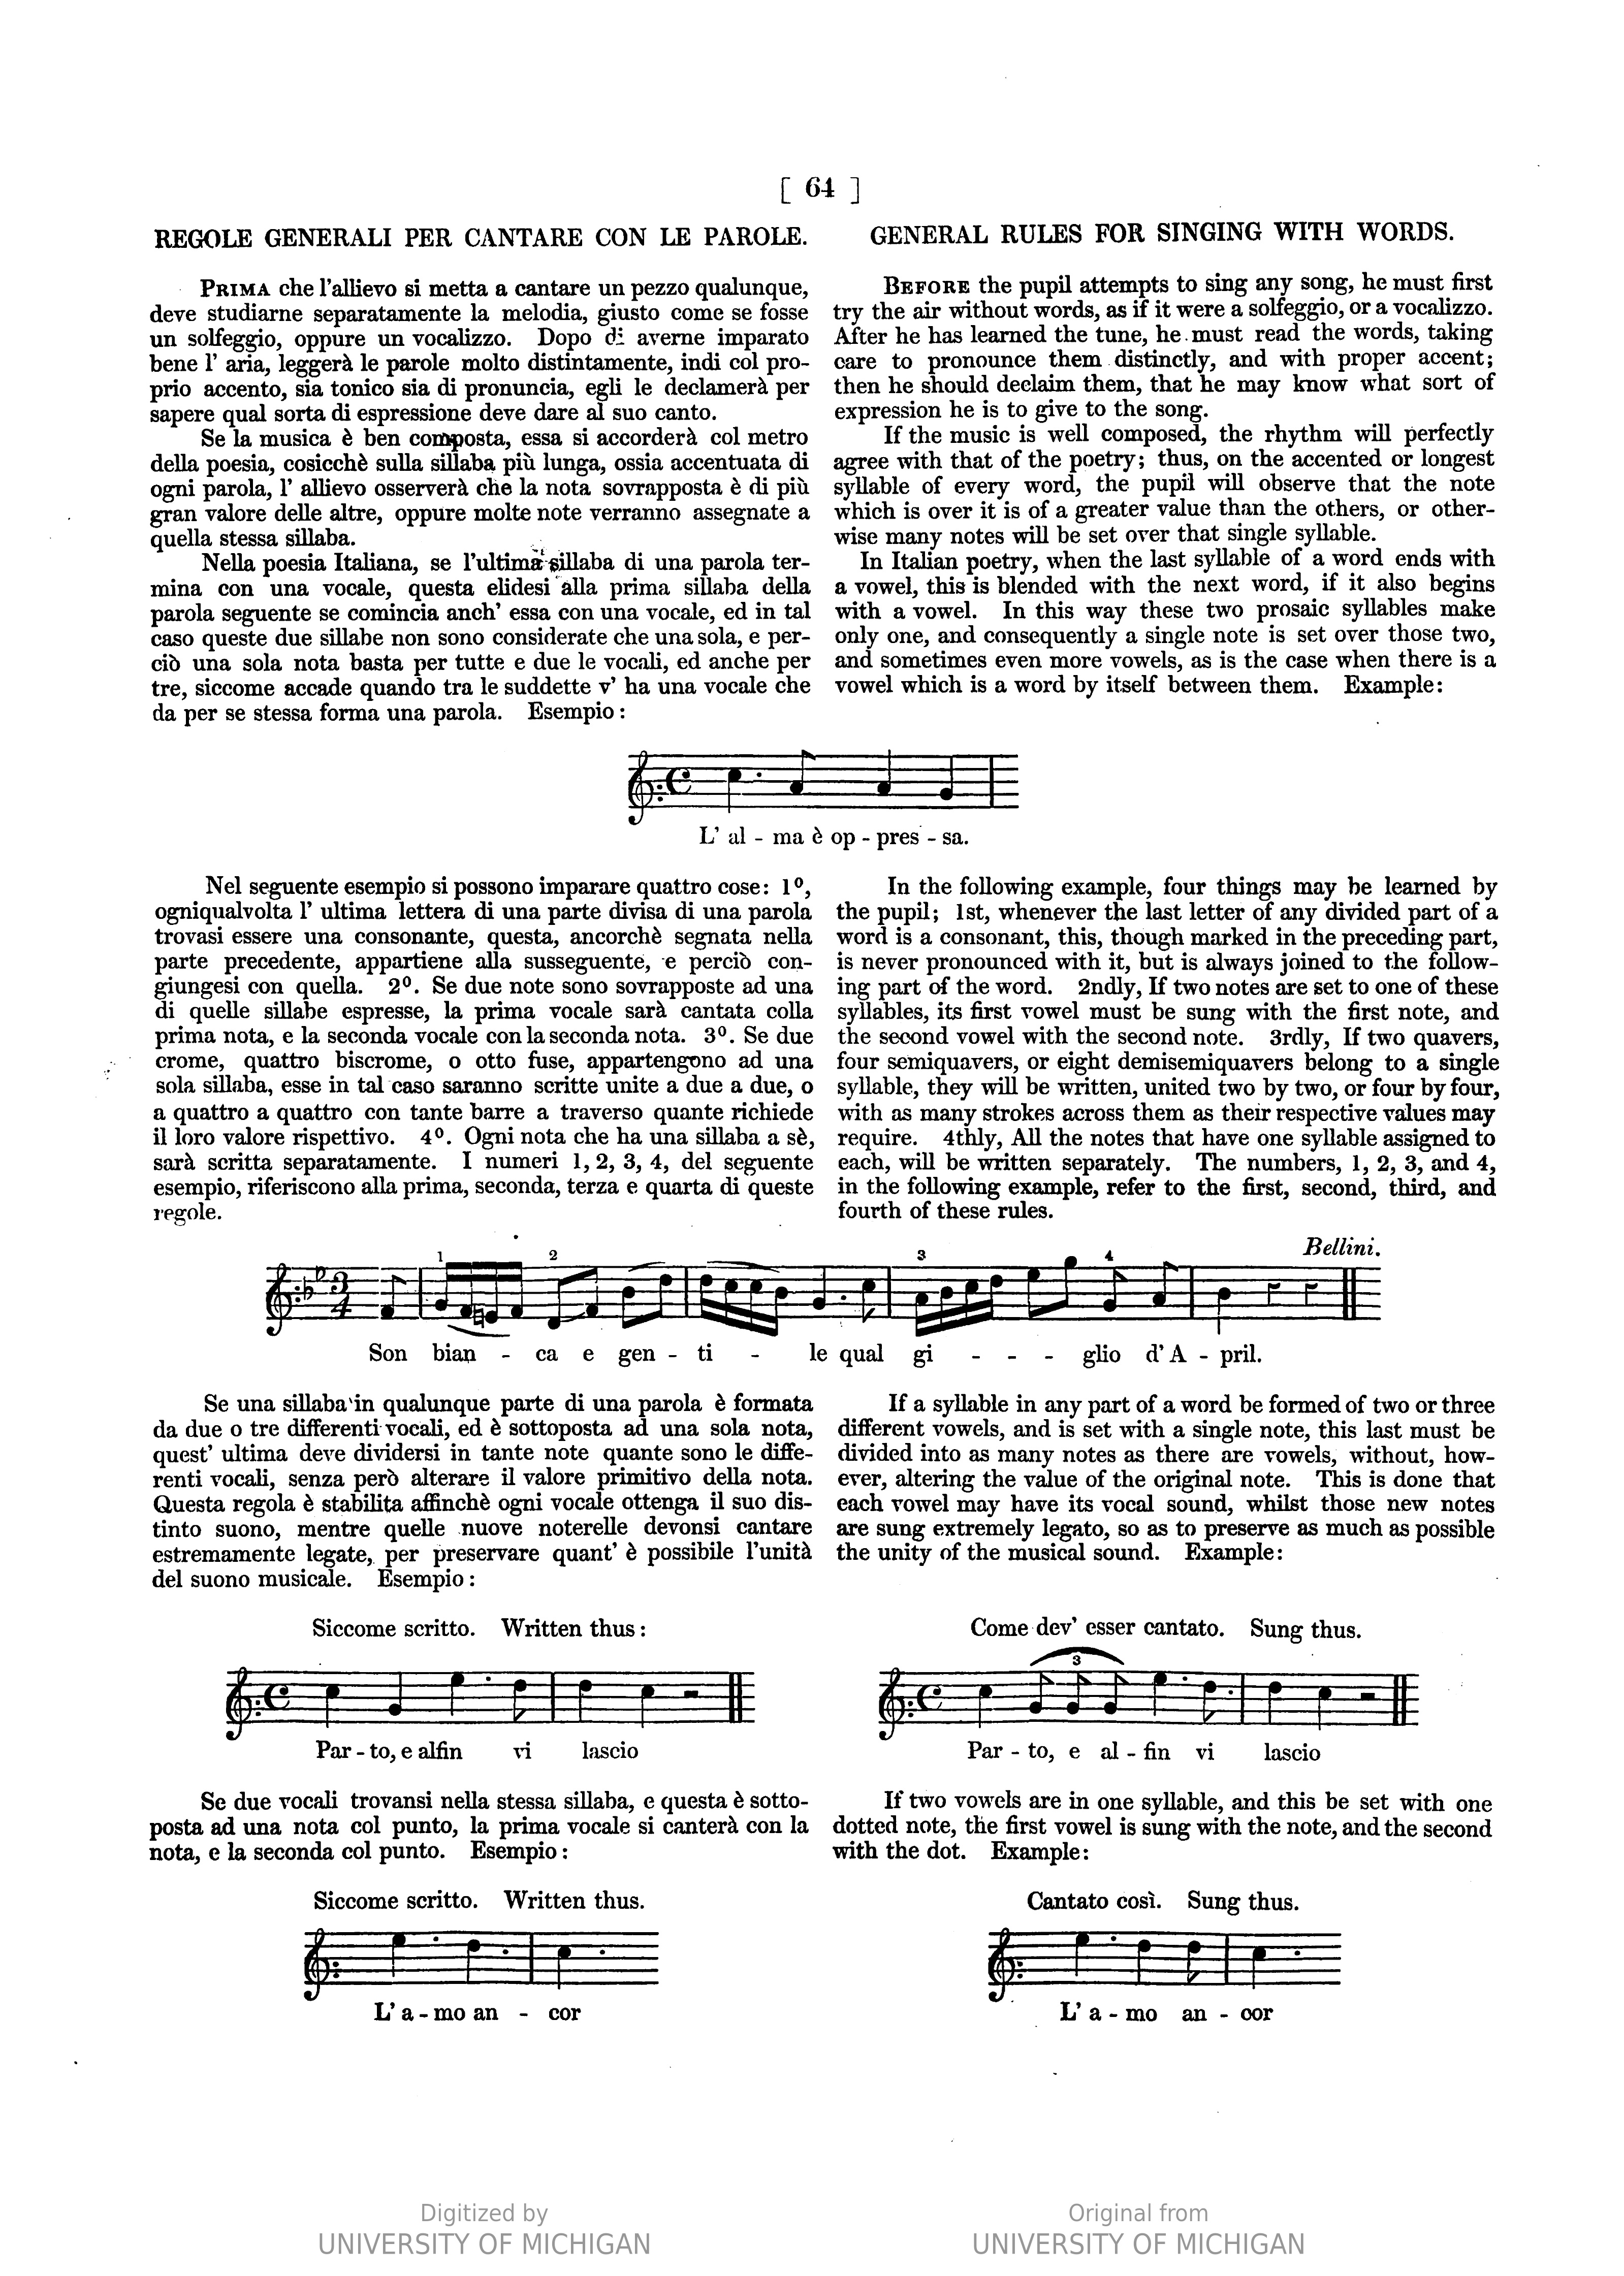 [ 64 ]
REGOLE GENERALI PER CANTARE CON LE PAROLE.
PRIMA che l'allievo si metta a cantare un pezzo qualunque,
deve studiarne separatamente la melodia, giusto come se fosse
un solfeggio, oppure un vocalizzo. Dopo di averne imparato
bene l' aria, leggerà le parole molto distintamente, indi col pro-
prio accento, sia tonico sia di pronuncia, egli le declamerà per
sapere qual sorta di espressione deve dare al suo canto.
Se la musica è ben composta, essa si accorderà col metro
della poesia, cosicchè sulla sillaba più lunga, ossia accentuata di
ogni parola, l' allievo osserverà che la nota sovrapposta è di più
gran valore delle altre, oppure molte note verranno assegnate a
quella stessa sillaba.
Nella poesia Italiana, se l'ultima sillaba di una parola ter-
mina con una vocale, questa elidesi alla prima sillaba della
parola seguente se comincia anch' essa con una vocale, ed in tal
caso queste due sillabe non sono considerate che una sola, e per-
ciò una sola nota basta per tutte e due le vocali, ed anche per
tre, siccome accade quando tra le suddette v' ha una vocale che
da per se stessa forma una parola. Esempio:
GENERAL RULES FOR SINGING WITH WORDS.
BEFORE the pupil attempts to sing any song, he must first
try the air without words, as if it were a solfeggio, or a vocalizzo.
After he has learned the tune, he must read the words, taking
care to pronounce them distinctly, and with proper accent;
then he should declaim them, that he may know what sort of
expression he is to give to the song.
If the music is well composed, the rhythm will perfectly
agree with that of the poetry; thus, on the accented or longest
syllable of every word, the pupil will observe that the note
which is over it is of a greater value than the others, or other-
wise many notes will be set over that single syllable.
In Italian poetry, when the last syllable of a word ends with
a vowel, this is blended with the next word, if it also begins
with a vowel. In this way these two prosaic syllables make
only one, and consequently a single note is set over those two,
and sometimes even more vowels, as is the case when there is a
vowel which is a word by itself between them. Example:
L' al - ma è op - pres - sa.
Nel seguente esempio si possono imparare quattro cose: 1º,
ogniqualvolta l' ultima lettera di una parte divisa di una parola
trovasi essere una consonante, questa, ancorchè segnata nella
parte precedente, appartiene alla susseguente, e perciò con-
giungesi con quella. 2º. Se due note sono sovrapposte ad una
di quelle sillabe espresse, la prima vocale sarà cantata colla
prima nota, e la seconda vocale con la seconda nota. 3º. Se due
crome, quattro biscrome, o otto fuse, appartengono ad una
sola sillaba, esse in tal caso saranno scritte unite a due a due, o
a quattro a quattro con tante barre a traverso quante richiede
il loro valore rispettivo. 4º. Ogni nota che ha una sillaba a sè,
sarà scritta separatamente. I numeri 1, 2, 3, 4, del seguente
esempio, riferiscono alla prima, seconda, terza e quarta di queste
regole.
In the following example, four things may be learned by
the pupil; 1st, whenever the last letter of any divided part of a
word is a consonant, this, though marked in the preceding part,
is never pronounced with it, but is always joined to the follow-
ing part of the word. 2ndly, If two notes are set to one of these
syllables, its first vowel must be sung with the first note, and
the second vowel with the second note. 3rdly, If two quavers,
four semiquavers, or eight demisemiquavers belong to a single
syllable, they will be written, united two by two, or four by four,
with as many strokes across them as their respective values may
require. 4thly, All the notes that have one syllable assigned to
each, will be written separately. The numbers, 1, 2, 3, and 4,
in the following example, refer to the first, second, third, and
fourth of these rules.
Bellini.
1 2 3 4
3
4
Son bian - ca e gen - ti - le qual gi - - - glio d' A - pril.
Se una sillaba in qualunque parte di una parola è formata
da due o tre differenti vocali, ed è sottoposta ad una sola nota,
quest' ultima deve dividersi in tante note quante sono le diffe-
renti vocali, senza però alterare il valore primitivo della nota.
Questa regola è stabilita affinchè ogni vocale ottenga il suo dis-
tinto suono, mentre quelle nuove noterelle devonsi cantare
estremamente legate, per preservare quant' è possibile l'unità
del suono musicale. Esempio:
If a syllable in any part of a word be formed of two or three
different vowels, and is set with a single note, this last must be
divided into as many notes as there are vowels, without, how-
ever, altering the value of the original note. This is done that
each vowel may have its vocal sound, whilst those new notes
are sung extremely legato, so as to preserve as much as possible
the unity of the musical sound. Example:
Siccome scritto. Written thus:
Par - to, e alfin vi lascio
Come dev' esser cantato. Sung thus.
3
Par - to, e al - fin vi lascio
Se due vocali trovansi nella stessa sillaba, e questa è sotto-
posta ad una nota col punto, la prima vocale si canterà con la
nota, e la seconda col punto. Esempio:
If two vowels are in one syllable, and this be set with one
dotted note, the first vowel is sung with the note, and the second
with the dot. Example:
Siccome scritto. Written thus.
L' a - mo an - cor
Cantato così. Sung thus.
L' a - mo an - cor
Digitized by
UNIVERSITY OF MICHIGAN
Original from
UNIVERSITY OF MICHIGAN